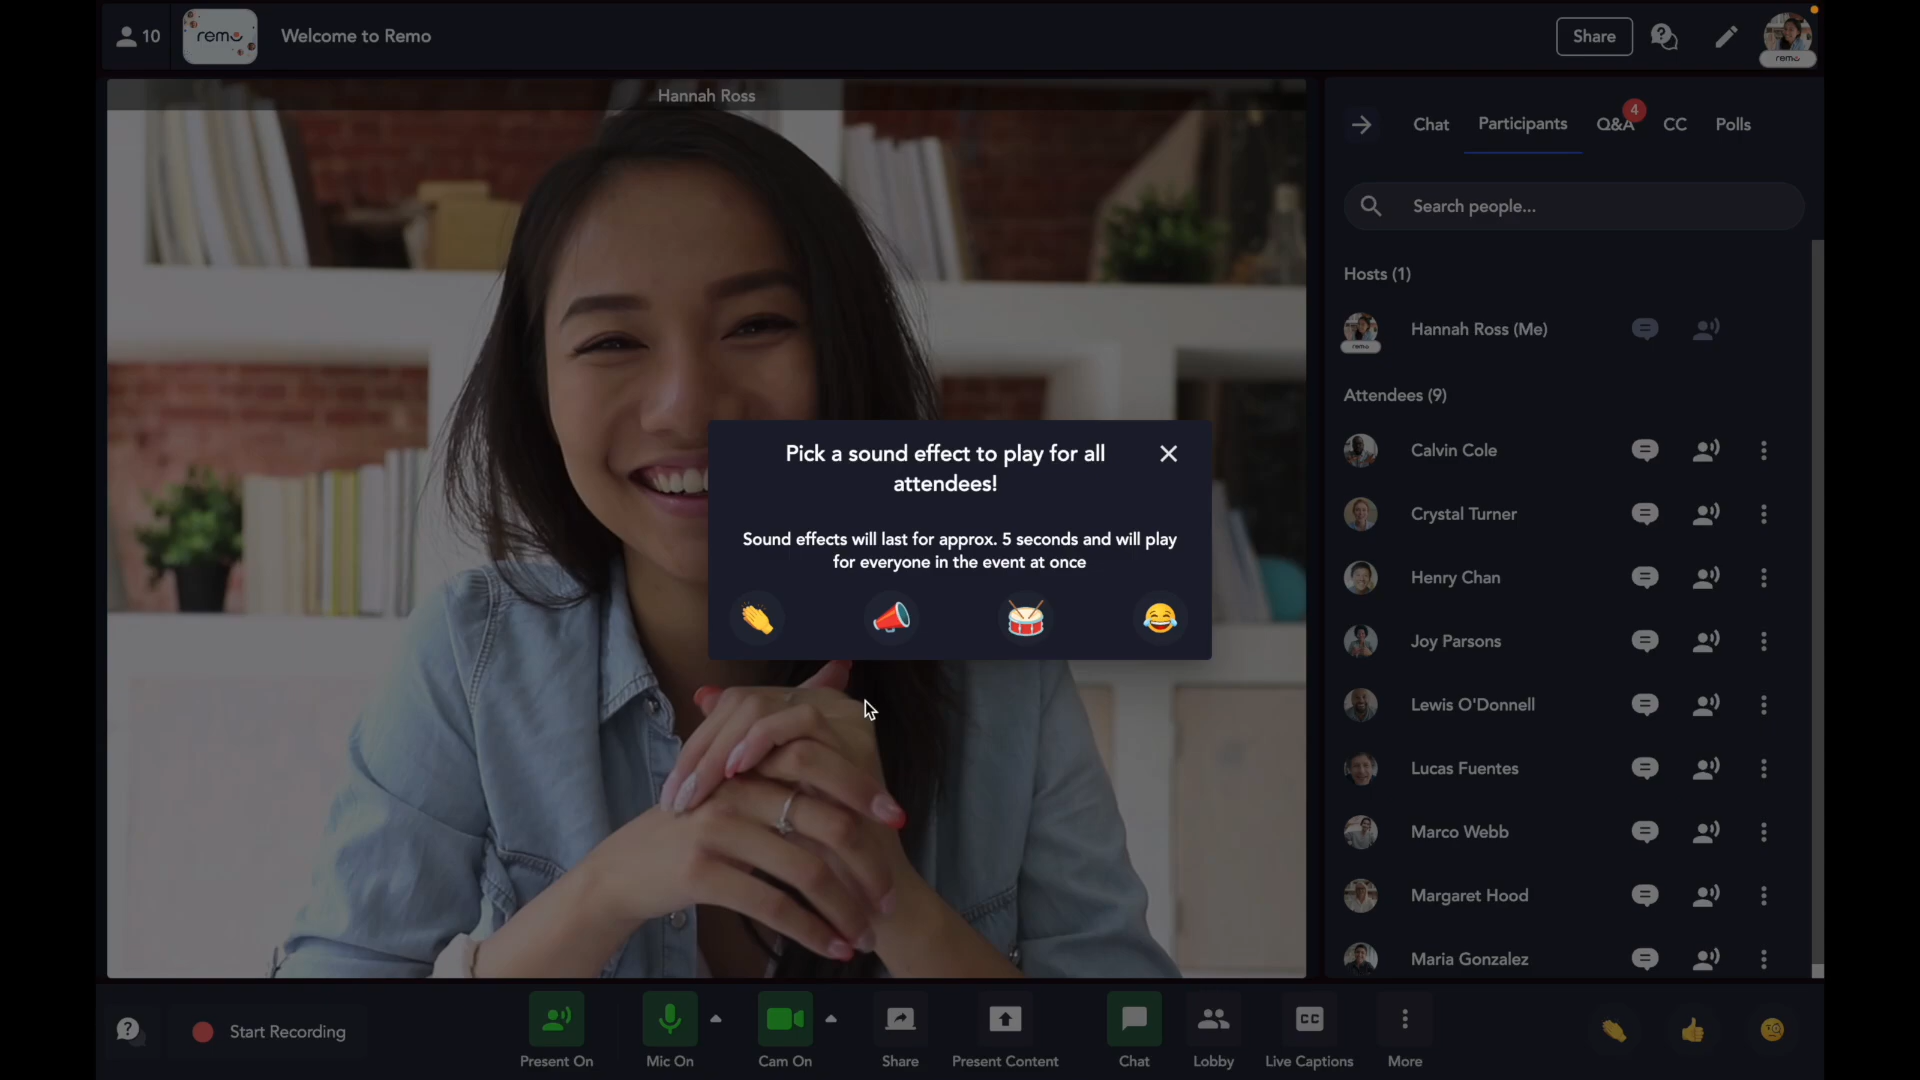 10
remo
Welcome to Remo
Share
remo
Hannah Ross
Chat
Participants
Q&A
4
CC
Polls
Search people...
Hosts (1)
Hannah Ross (Me)
remo
Attendees (9)
Calvin Cole
Crystal Turner
Henry Chan
Joy Parsons
Lewis O'Donnell
Lucas Fuentes
Marco Webb
Margaret Hood
Maria Gonzalez
Pick a sound effect to play for all
attendees!
Sound effects will last for approx. 5 seconds and will play
for everyone in the event at once
Start Recording
Present On
Mic On
Cam On
Share
Present Content
Chat
Lobby
CC
Live Captions
More